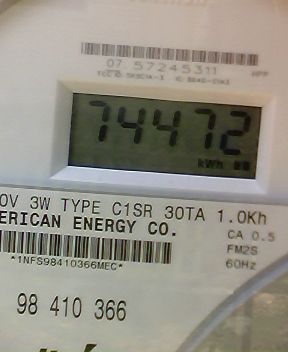 07 57245311
74472
kWh
0V 3W TYPE C1SR 30TA 1.0Kh
ERICAN ENERGY CO.
CA 0.5
FM2S
60Hz
*1NFS98410366MEC*
98 410 366